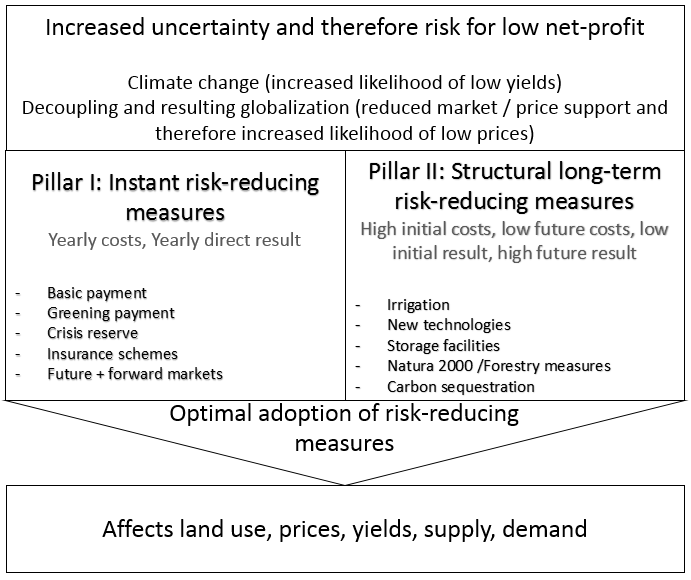 Increased uncertainty and therefore risk for low net-profit
Climate change (increased likelihood of low yields)
Decoupling and resulting globalization (reduced market / price support and
therefore increased likelihood of low prices)
Pillar I: Instant risk-reducing
measures
Yearly costs, Yearly direct result
- Basic payment
- Greening payment
- Crisis reserve
- Insurance schemes
- Future + forward markets
Pillar II: Structural long-term
risk-reducing measures
High initial costs, low future costs, low
initial result, high future result
- Irrigation
- New technologies
- Storage facilities
- Natura 2000 /Forestry measures
- Carbon sequestration
Optimal adoption of risk-reducing
measures
Affects land use, prices, yields, supply, demand